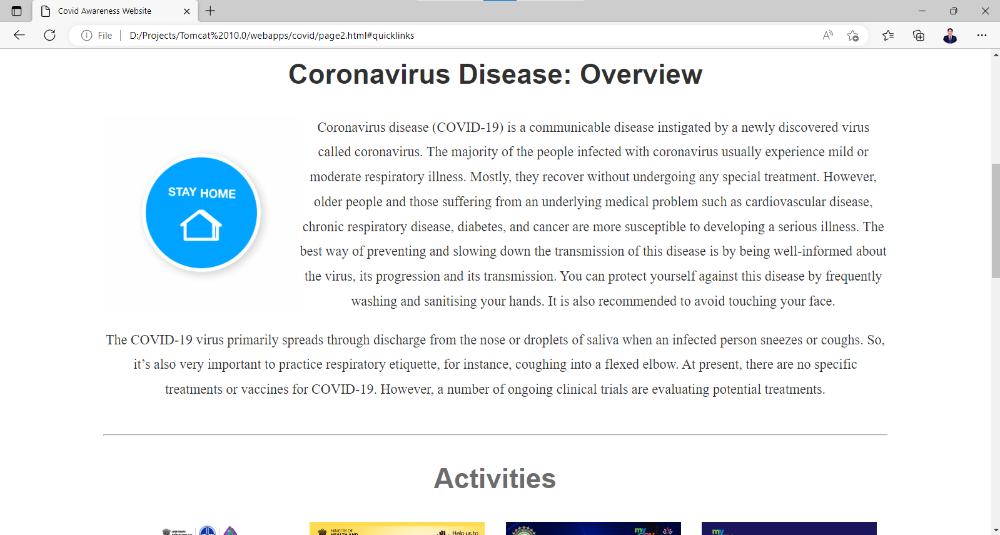 Covid Awareness Website
File
D:/Projects/Tomcat%2010.0/webapps/covid/page2.html#quicklinks
Coronavirus Disease: Overview
STAY HOME
Coronavirus disease (COVID-19) is a communicable disease instigated by a newly discovered virus
called coronavirus. The majority of the people infected with coronavirus usually experience mild or
moderate respiratory illness. Mostly, they recover without undergoing any special treatment. However,
older people and those suffering from an underlying medical problem such as cardiovascular disease,
chronic respiratory disease, diabetes, and cancer are more susceptible to developing a serious illness. The
best way of preventing and slowing down the transmission of this disease is by being well-informed about
the virus, its progression and its transmission. You can protect yourself against this disease by frequently
washing and sanitising your hands. It is also recommended to avoid touching your face.
The COVID-19 virus primarily spreads through discharge from the nose or droplets of saliva when an infected person sneezes or coughs. So,
it’s also very important to practice respiratory etiquette, for instance, coughing into a flexed elbow. At present, there are no specific
treatments or vaccines for COVID-19. However, a number of ongoing clinical trials are evaluating potential treatments.
Activities
MINISTRY OF
Help us to
my
my